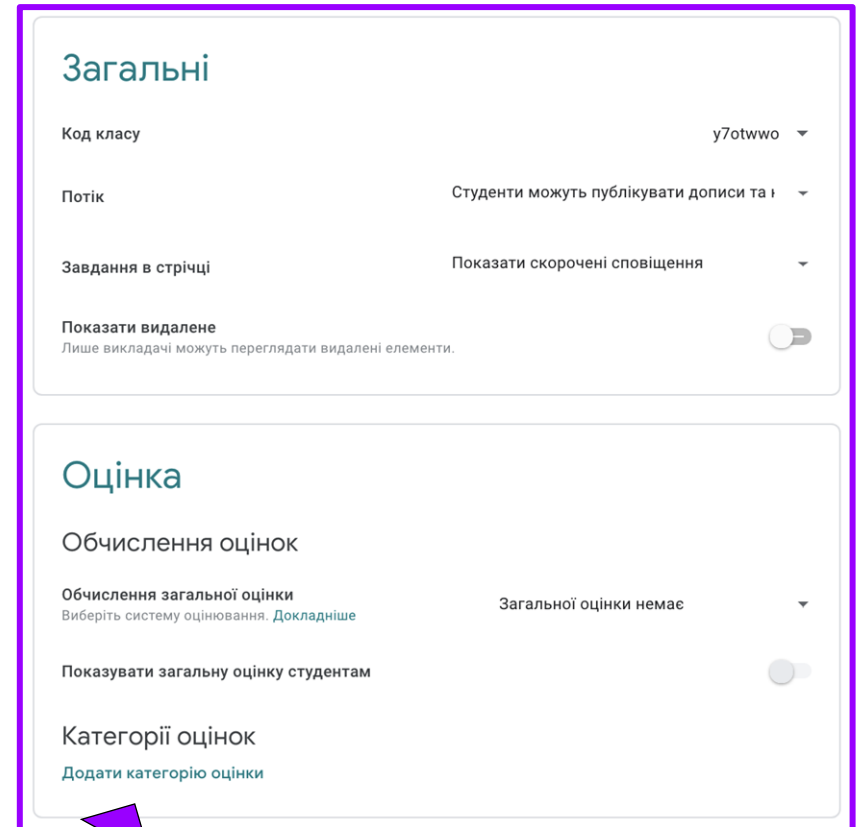 Загальні
Код класу
y7otwwo
Потік
Студенти можуть публікувати дописи та
Завдання в стрічці
Показати скорочені сповіщення
Показати видалене
Лише викладачі можуть переглядати видалені елементи.
Оцінка
Обчислення оцінок
Обчислення загальної оцінки
Виберіть систему оцінювання. Докладніше
Загальної оцінки немає
Показувати загальну оцінку студентам
Категорії оцінок
Додати категорію оцінки